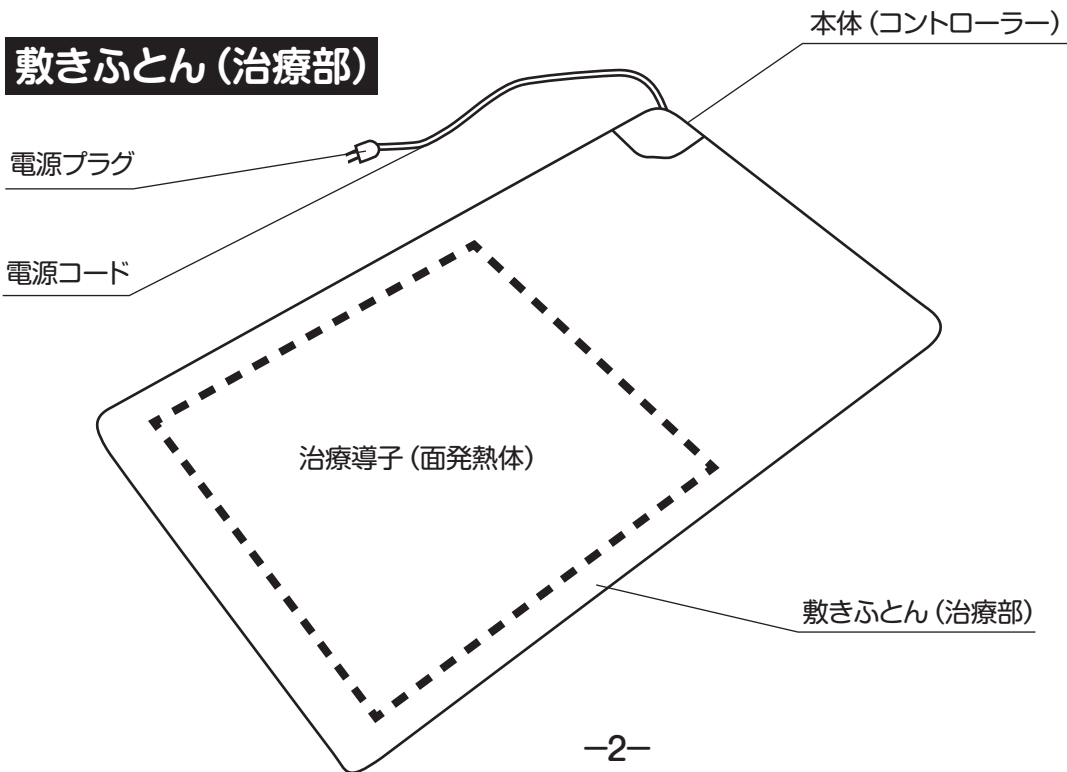 本体(コントローラー)
敷きふとん(治療部)
電源プラグ
電源コード
治療導子(面発熱体)
敷きふとん(治療部)
−2−